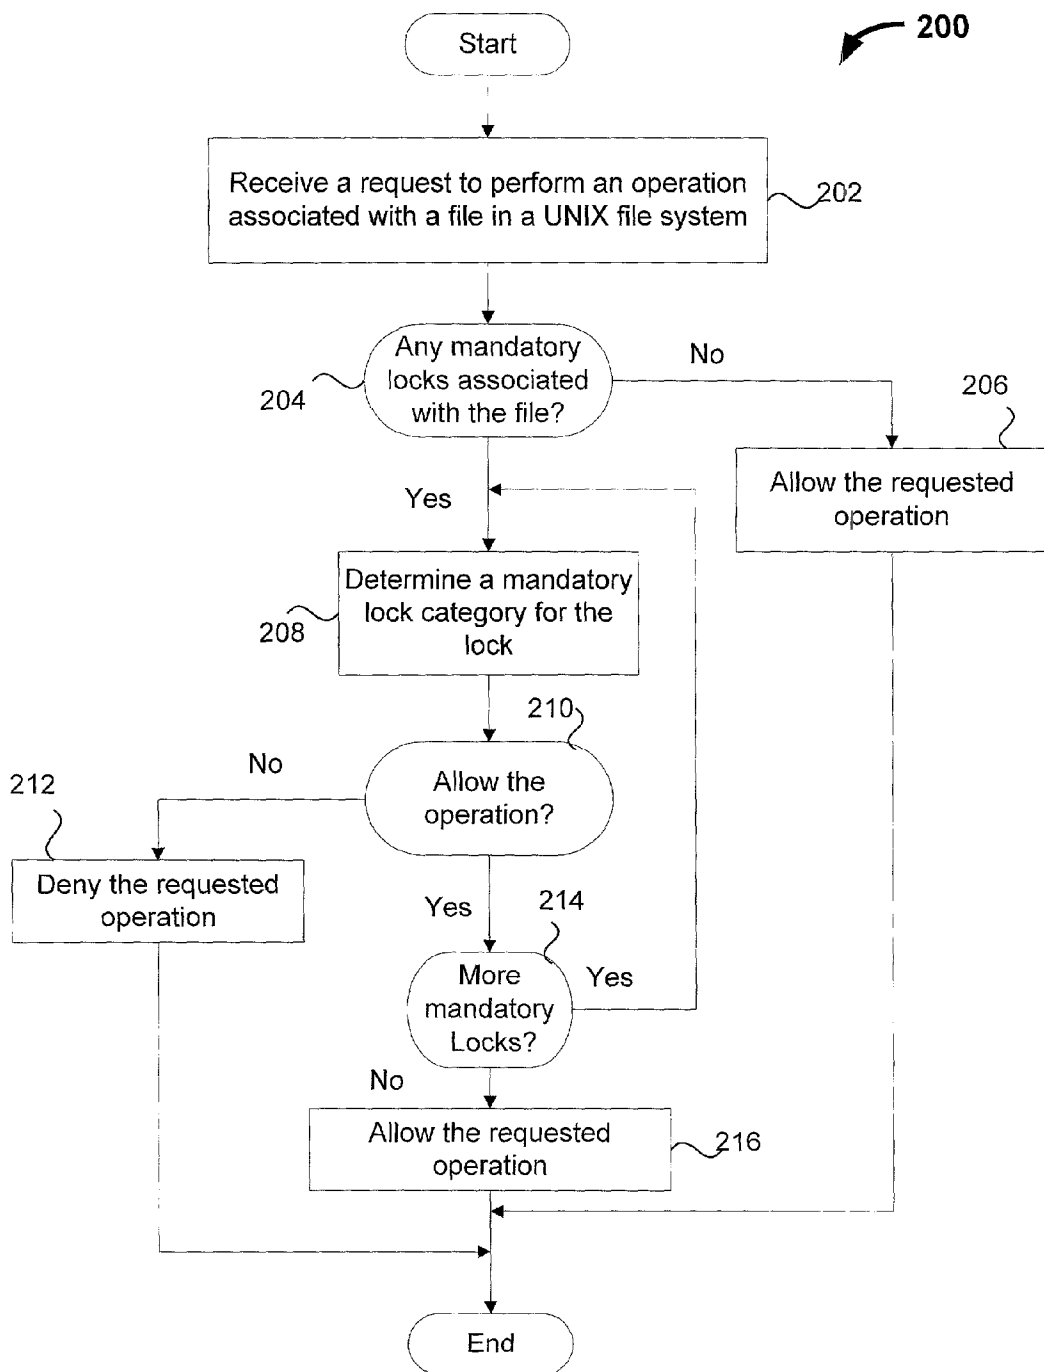 Start
200
Receive a request to perform an operation
associated with a file in a UNIX file system
202
Any mandatory
locks associated
with the file?
204
No
206
Allow the requested
operation
Yes
Determine a mandatory
lock category for the
lock
208
210
Allow the
operation?
No
212
Deny the requested
operation
Yes
214
More
mandatory
Locks?
Yes
No
Allow the requested
operation
216
End